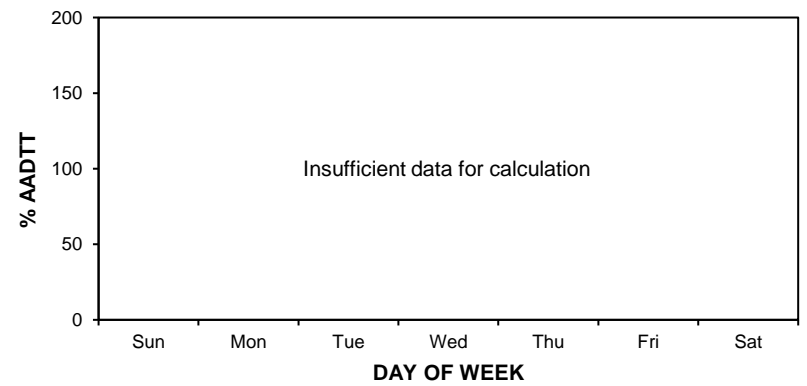 200
150
100
50
0
% AADTT
Insufficient data for calculation
Sun Mon Tue Wed Thu Fri Sat
DAY OF WEEK